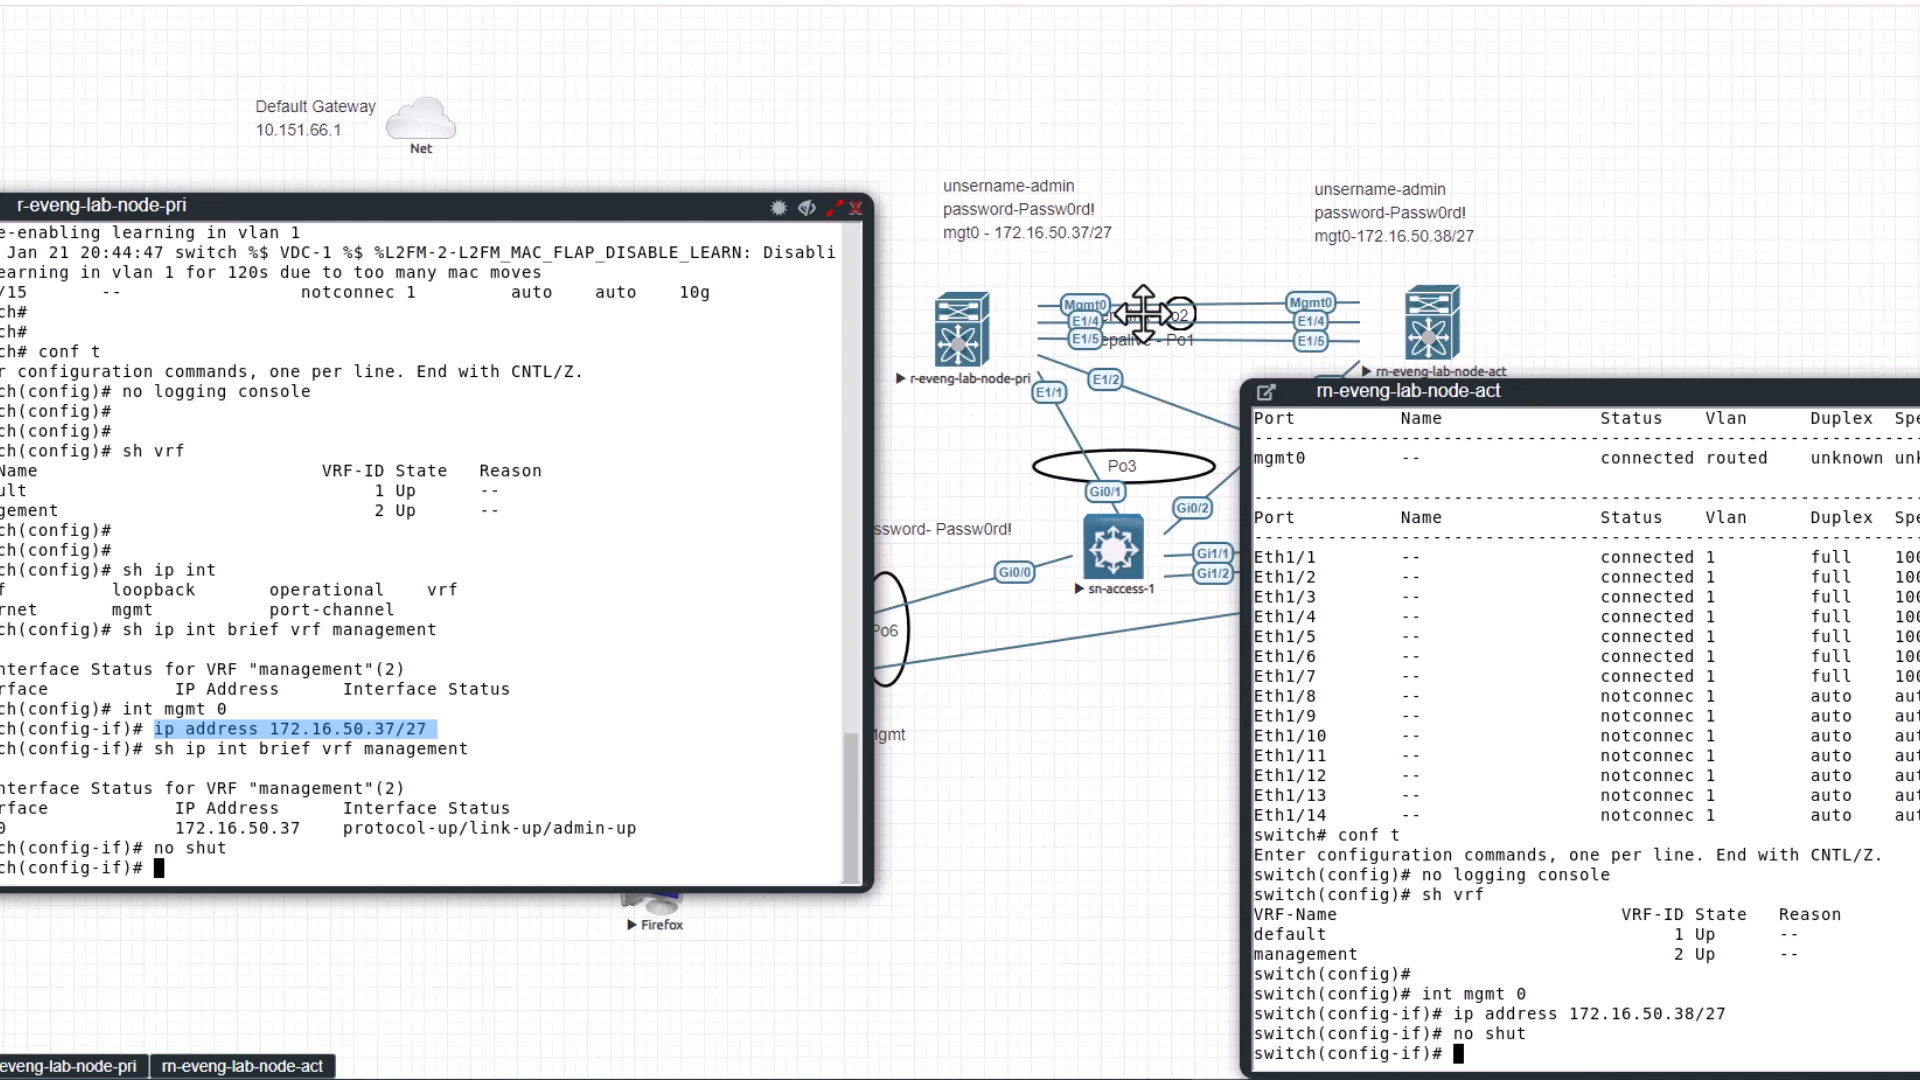 Default Gateway
10.151.66.1
Net
unsername-admin
password-Passw0rd!
mgt0 - 172.16.50.37/27
unsername-admin
password-Passw0rd!
mgt0-172.16.50.38/27
r-eveng-lab-node-pri
e-enabling learning in vlan 1
Jan 21 20:44:47 switch %$ VDC-1 %$ %L2FM-2-L2FM_MAC_FLAP_DISABLE_LEARN: Disabli
earning in vlan 1 for 120s due to too many mac moves
/15 -- notconnec 1 auto auto 10g
ch#
ch#
ch# conf t
r configuration commands, one per line. End with CNTL/Z.
ch(config)# no logging console
ch(config)#
ch(config)#
ch(config)# sh vrf
Name VRF-ID State Reason
ult 1 Up --
gement 2 Up --
ch(config)#
ch(config)#
ch(config)# sh ip int
f loopback operational vrf
rnet mgmt port-channel
ch(config)# sh ip int brief vrf management
nterface Status for VRF "management"(2)
rface IP Address Interface Status
ch(config)# int mgmt 0
ch(config-if)# ip address 172.16.50.37/27
ch(config-if)# sh ip int brief vrf management
nterface Status for VRF "management"(2)
rface IP Address Interface Status
0 172.16.50.37 protocol-up/link-up/admin-up
ch(config-if)# no shut
ch(config-if)#
Mgmt0
Mgmt0
o2
E1/4
E1/4
E1/5
epalive - Po1
E1/5
r-eveng-lab-node-pri
E1/2
E1/1
rn-eveng-lab-node-act
Po3
Gi0/1
Gi0/2
ssword- Passw0rd!
Gi0/0
Gi1/1
Gi1/2
sn-access-1
Po6
Mgmt
Firefox
rn-eveng-lab-node-act
Port Name Status Vlan Duplex Spe
mgmt0 -- connected routed unknown unk
Port Name Status Vlan Duplex Spe
Eth1/1 -- connected 1 full 100
Eth1/2 -- connected 1 full 100
Eth1/3 -- connected 1 full 100
Eth1/4 -- connected 1 full 100
Eth1/5 -- connected 1 full 100
Eth1/6 -- connected 1 full 100
Eth1/7 -- connected 1 full 100
Eth1/8 -- notconnec 1 auto aut
Eth1/9 -- notconnec 1 auto aut
Eth1/10 -- notconnec 1 auto aut
Eth1/11 -- notconnec 1 auto aut
Eth1/12 -- notconnec 1 auto aut
Eth1/13 -- notconnec 1 auto aut
Eth1/14 -- notconnec 1 auto aut
switch# conf t
Enter configuration commands, one per line. End with CNTL/Z.
switch(config)# no logging console
switch(config)# sh vrf
VRF-Name VRF-ID State Reason
default 1 Up --
management 2 Up --
switch(config)#
switch(config)# int mgmt 0
switch(config-if)# ip address 172.16.50.38/27
switch(config-if)# no shut
switch(config-if)#
eveng-lab-node-pri
rn-eveng-lab-node-act